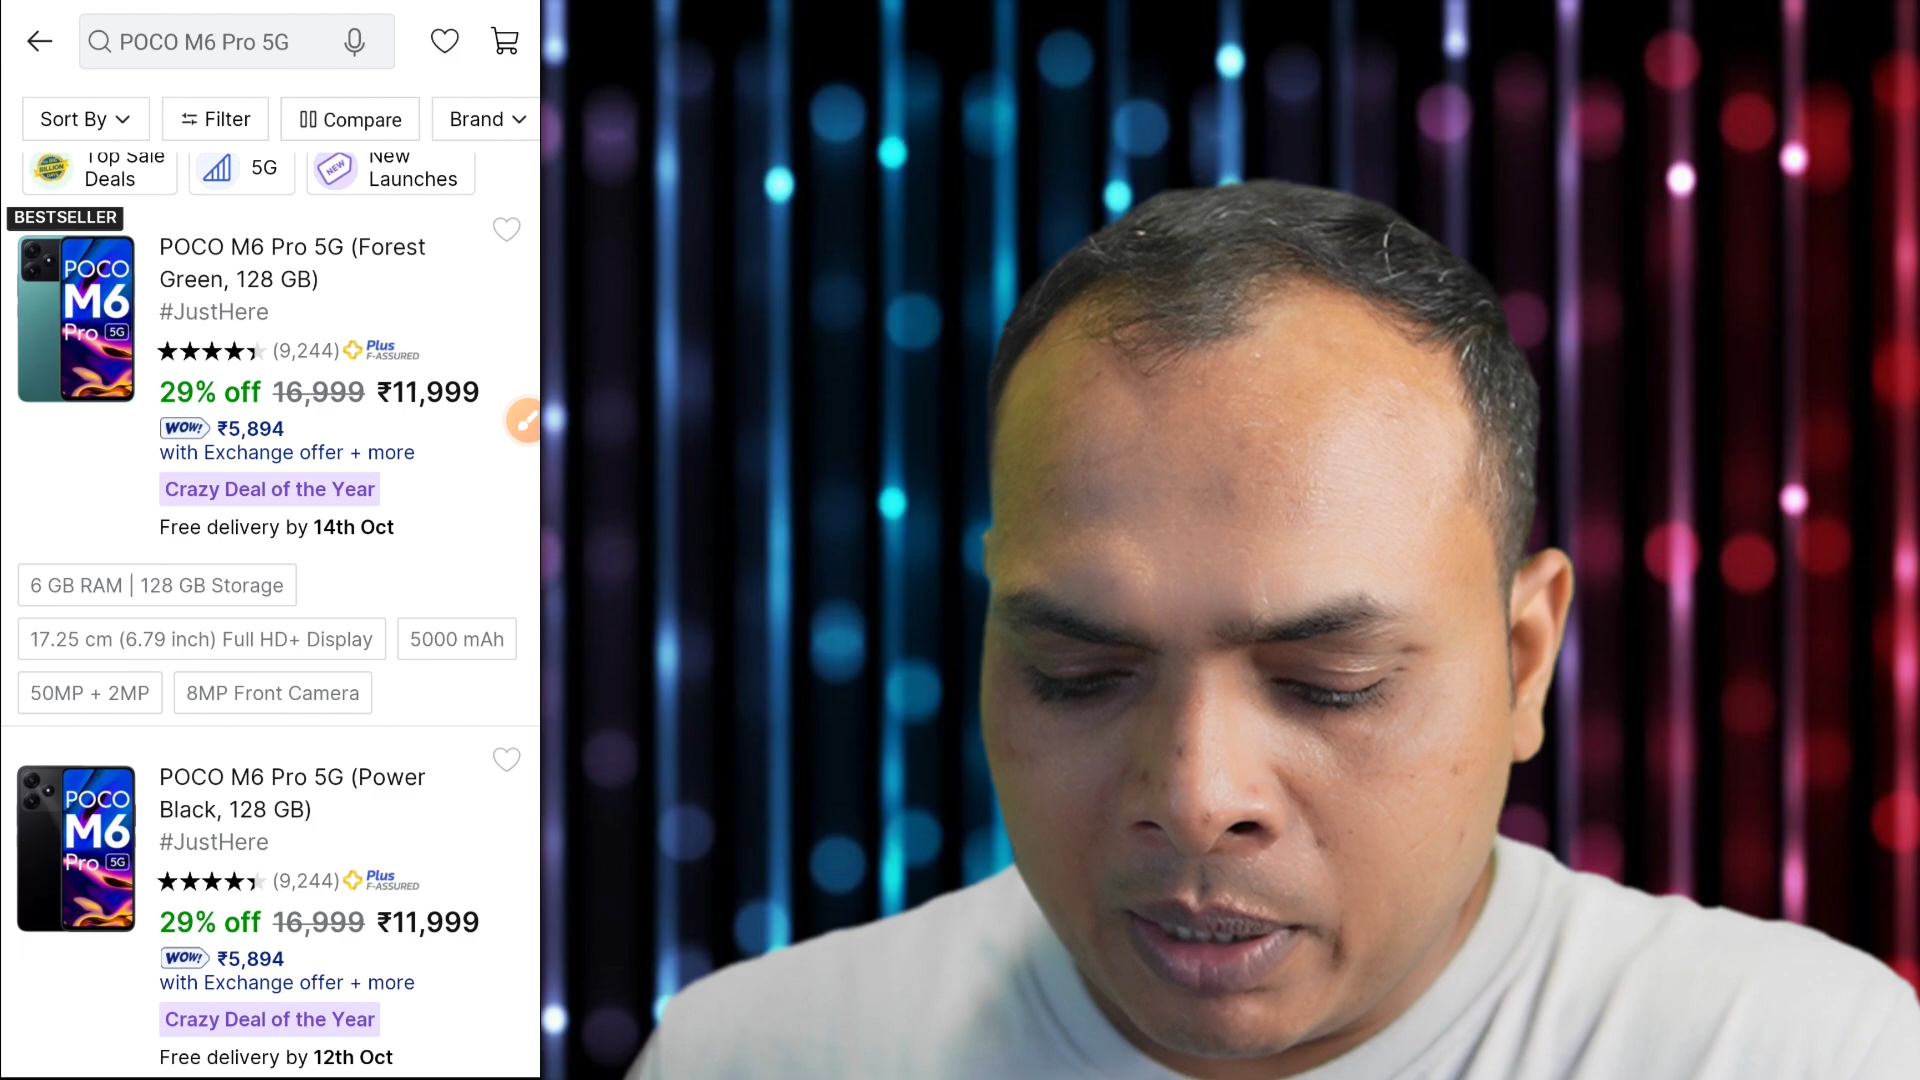 POCO M6 Pro 5G
Sort By
Filter
Compare
Brand
BILLION
Top Sale
Deals
5G
NEW
New
Launches
BESTSELLER
POCO
M6
Pro 5G
POCO M6 Pro 5G (Forest
Green, 128 GB)
#JustHere
(9,244) Plus
F-ASSURED
29% off 16,999 ₹11,999
WOW! ₹5,894
with Exchange offer + more
Crazy Deal of the Year
Free delivery by 14th Oct
6 GB RAM | 128 GB Storage
17.25 cm (6.79 inch) Full HD+ Display
5000 mAh
50MP + 2MP
8MP Front Camera
POCO
M6
Pro 5G
POCO M6 Pro 5G (Power
Black, 128 GB)
#JustHere
(9,244) Plus
F-ASSURED
29% off 16,999 ₹11,999
WOW! ₹5,894
with Exchange offer + more
Crazy Deal of the Year
Free delivery by 12th Oct